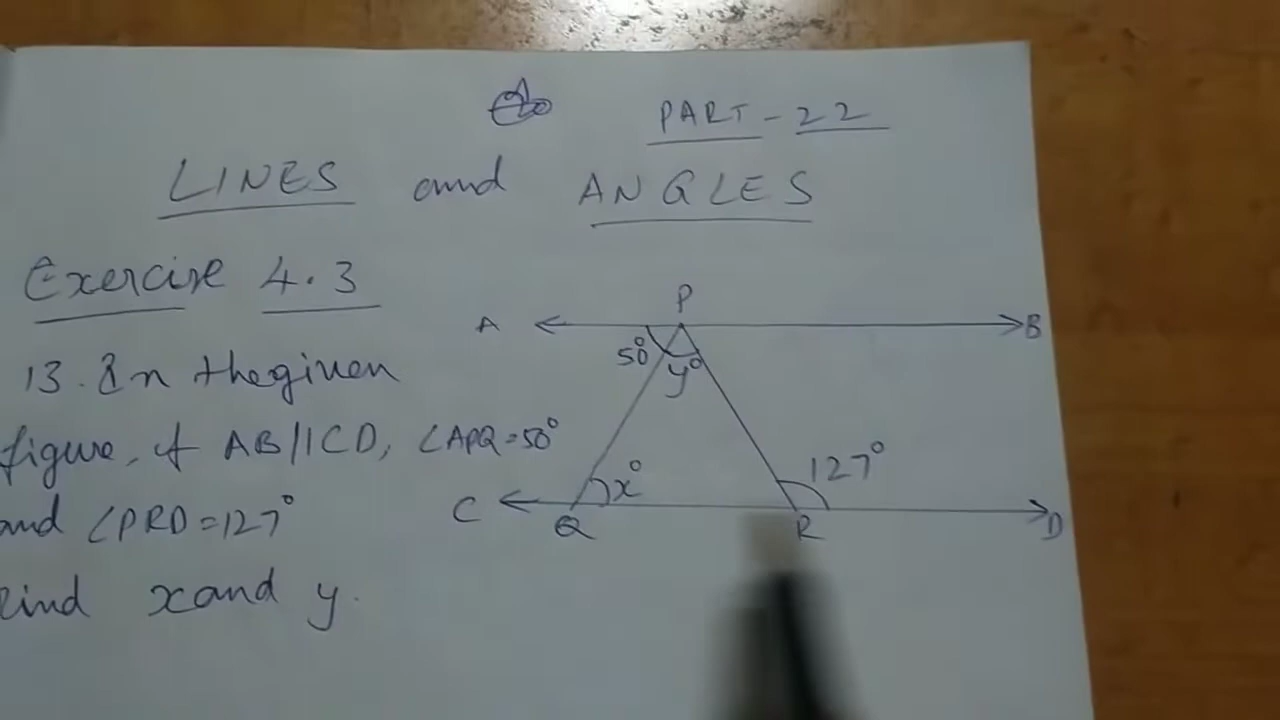 PART-22
LINES and ANGLES
Exercise 4.3
13. In the given
figure, if AB//CD, ∠APQ=50°
and ∠PRD=127°
find x and y.
P
A
B
50°
y°
x°
127°
C
Q
R
D